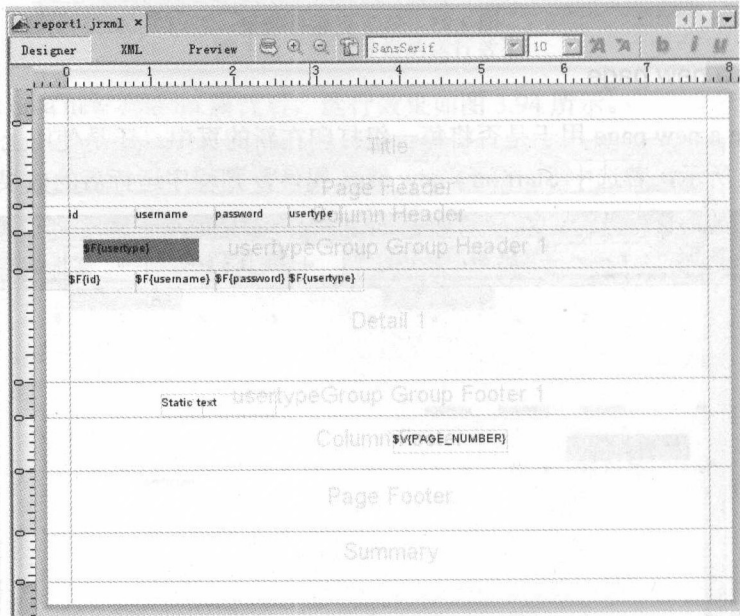 report1.jrxml ×
Designer XML Preview SansSerif 10 A A b i u
0 1 2 3 4 5 6 7 8
Title
Page Header
id username password usertype
Column Header
$F{usertype}
usertypeGroup Group Header 1
$F{id} $F{username} $F{password} $F{usertype}
Detail 1
usertypeGroup Group Footer 1
Static text
Column
$V{PAGE_NUMBER}
Page Footer
Summary